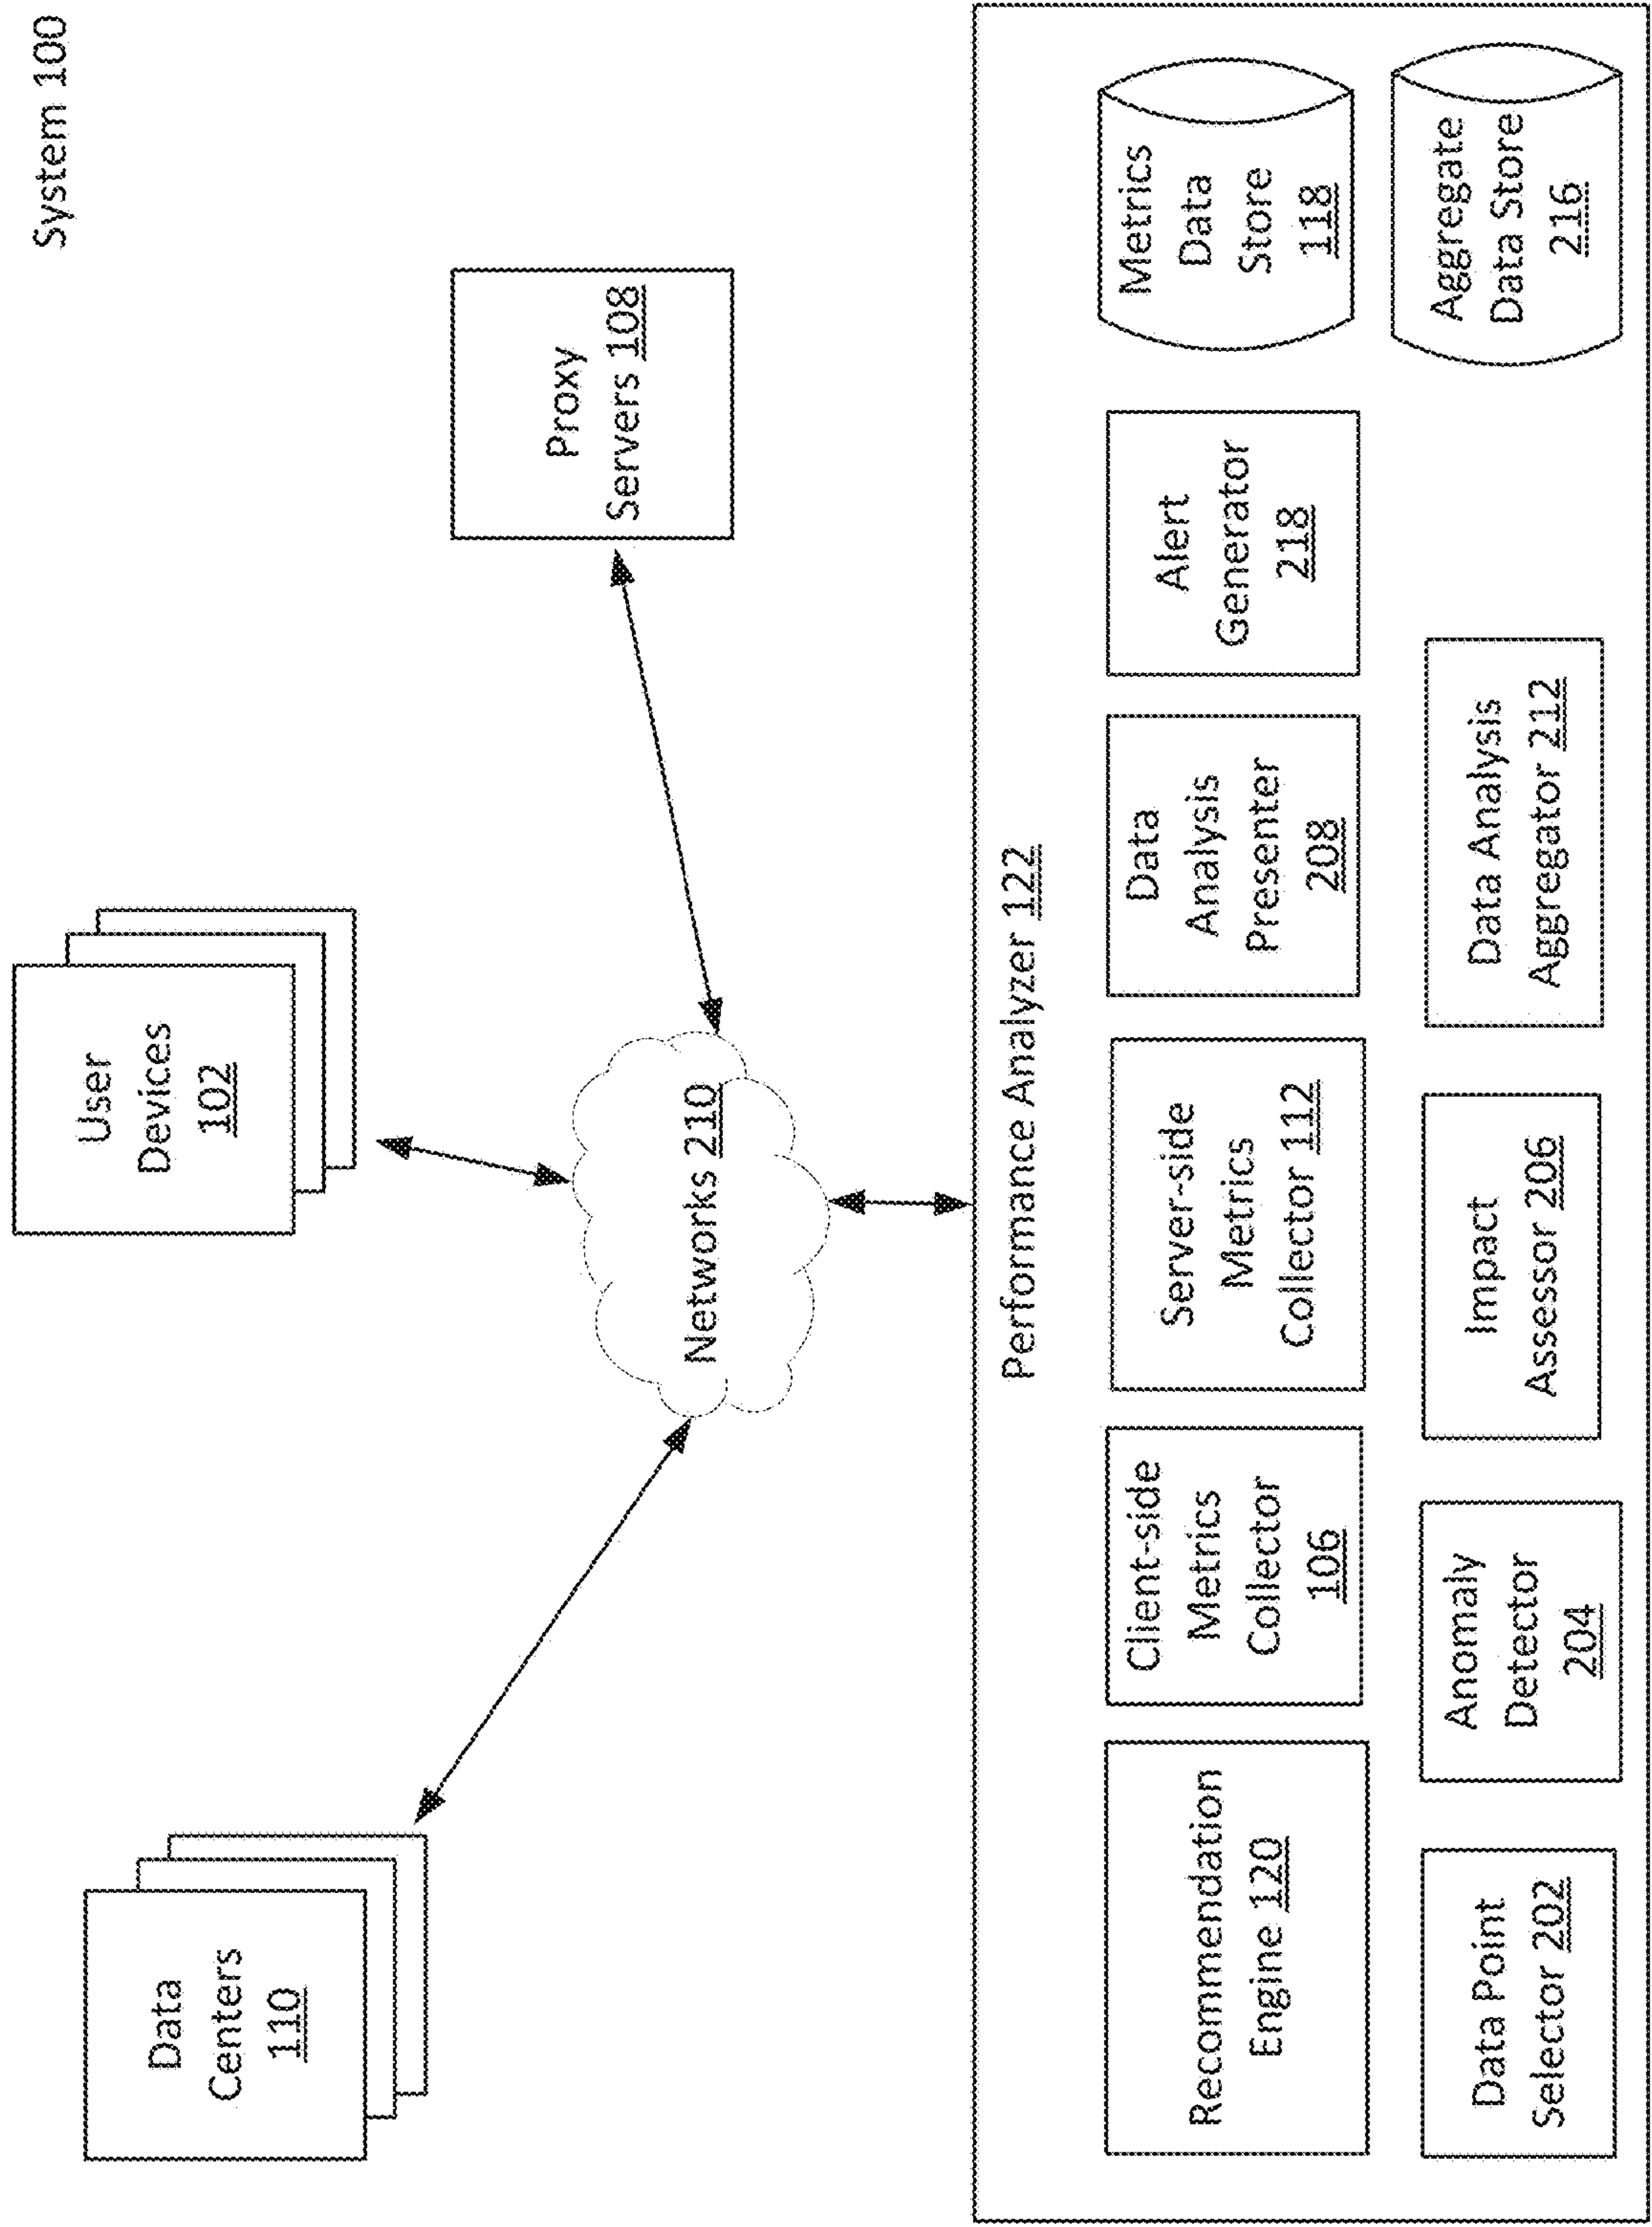 System 100
Data
Centers
110
User
Devices
102
Proxy
Servers 108
Networks 210
Performance Analyzer 122
Recommendation
Engine 120
Client-side
Metrics
Collector
106
Server-side
Metrics
Collector 112
Data
Analysis
Presenter
208
Alert
Generator
218
Metrics
Data
Store
118
Data Point
Selector 202
Anomaly
Detector
204
Impact
Assessor 206
Data Analysis
Aggregator 212
Aggregate
Data Store
216